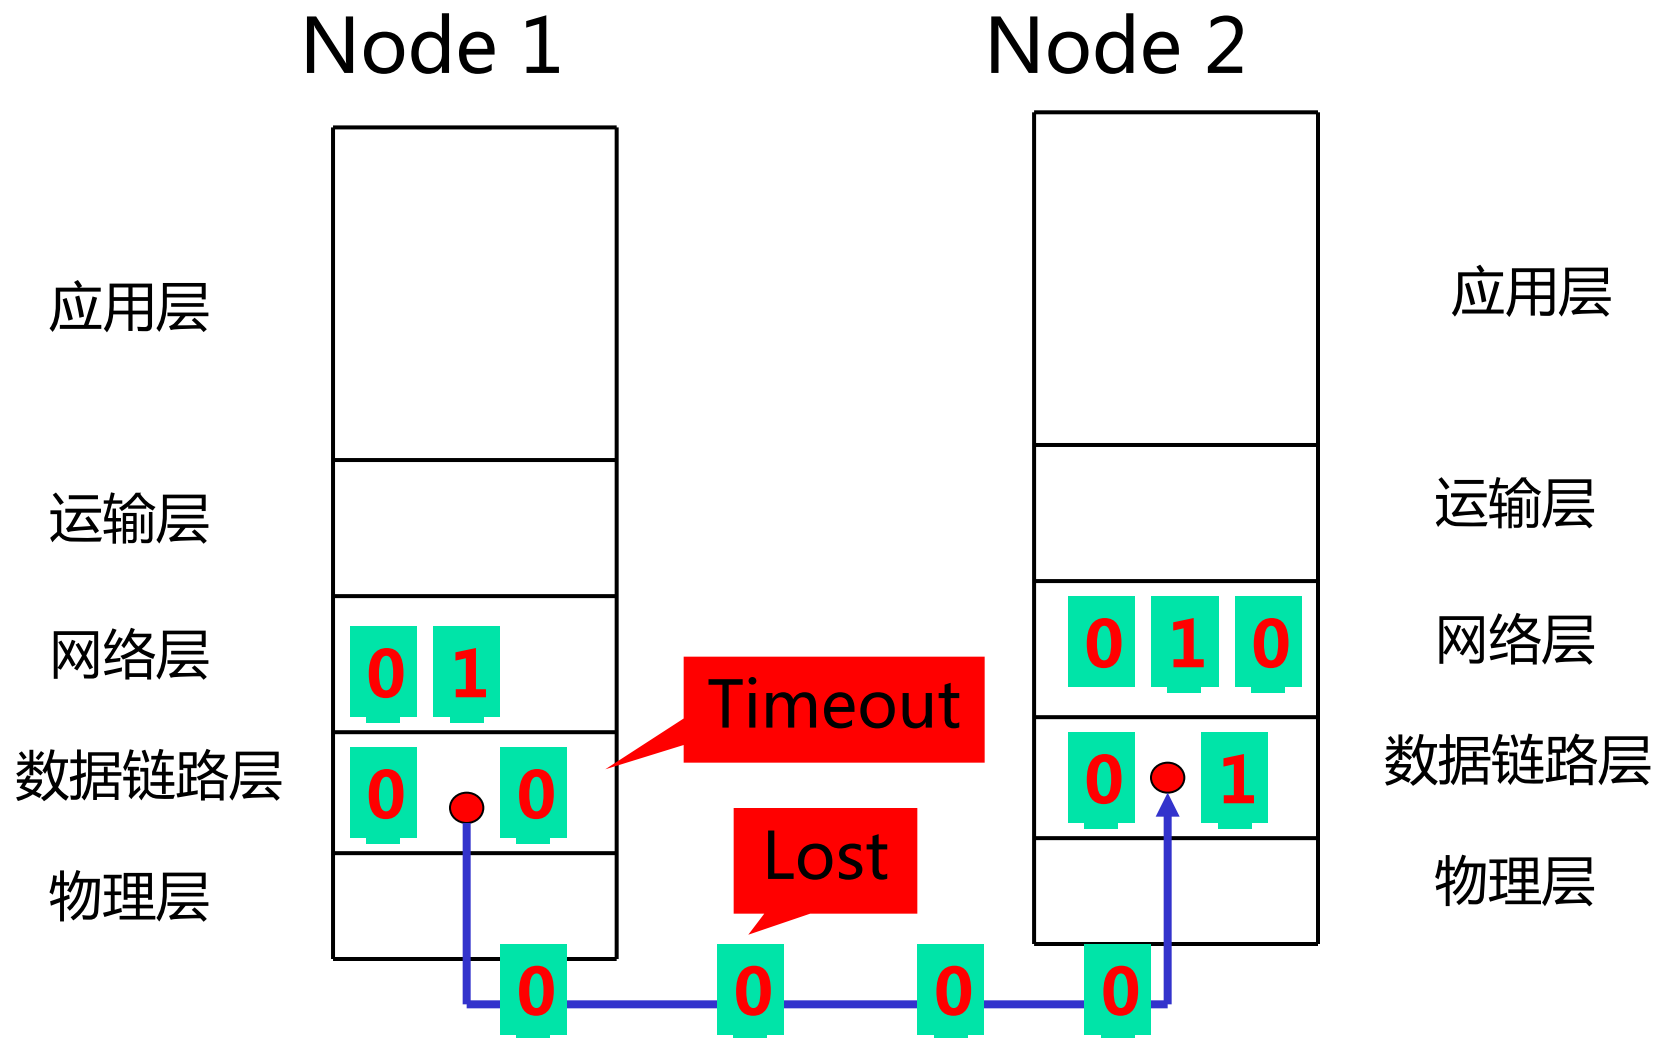 Node 1
Node 2
应用层
应用层
运输层
运输层
网络层
0 1
0 1 0
网络层
Timeout
数据链路层
0 0
0 1
数据链路层
Lost
物理层
物理层
0 0 0 0